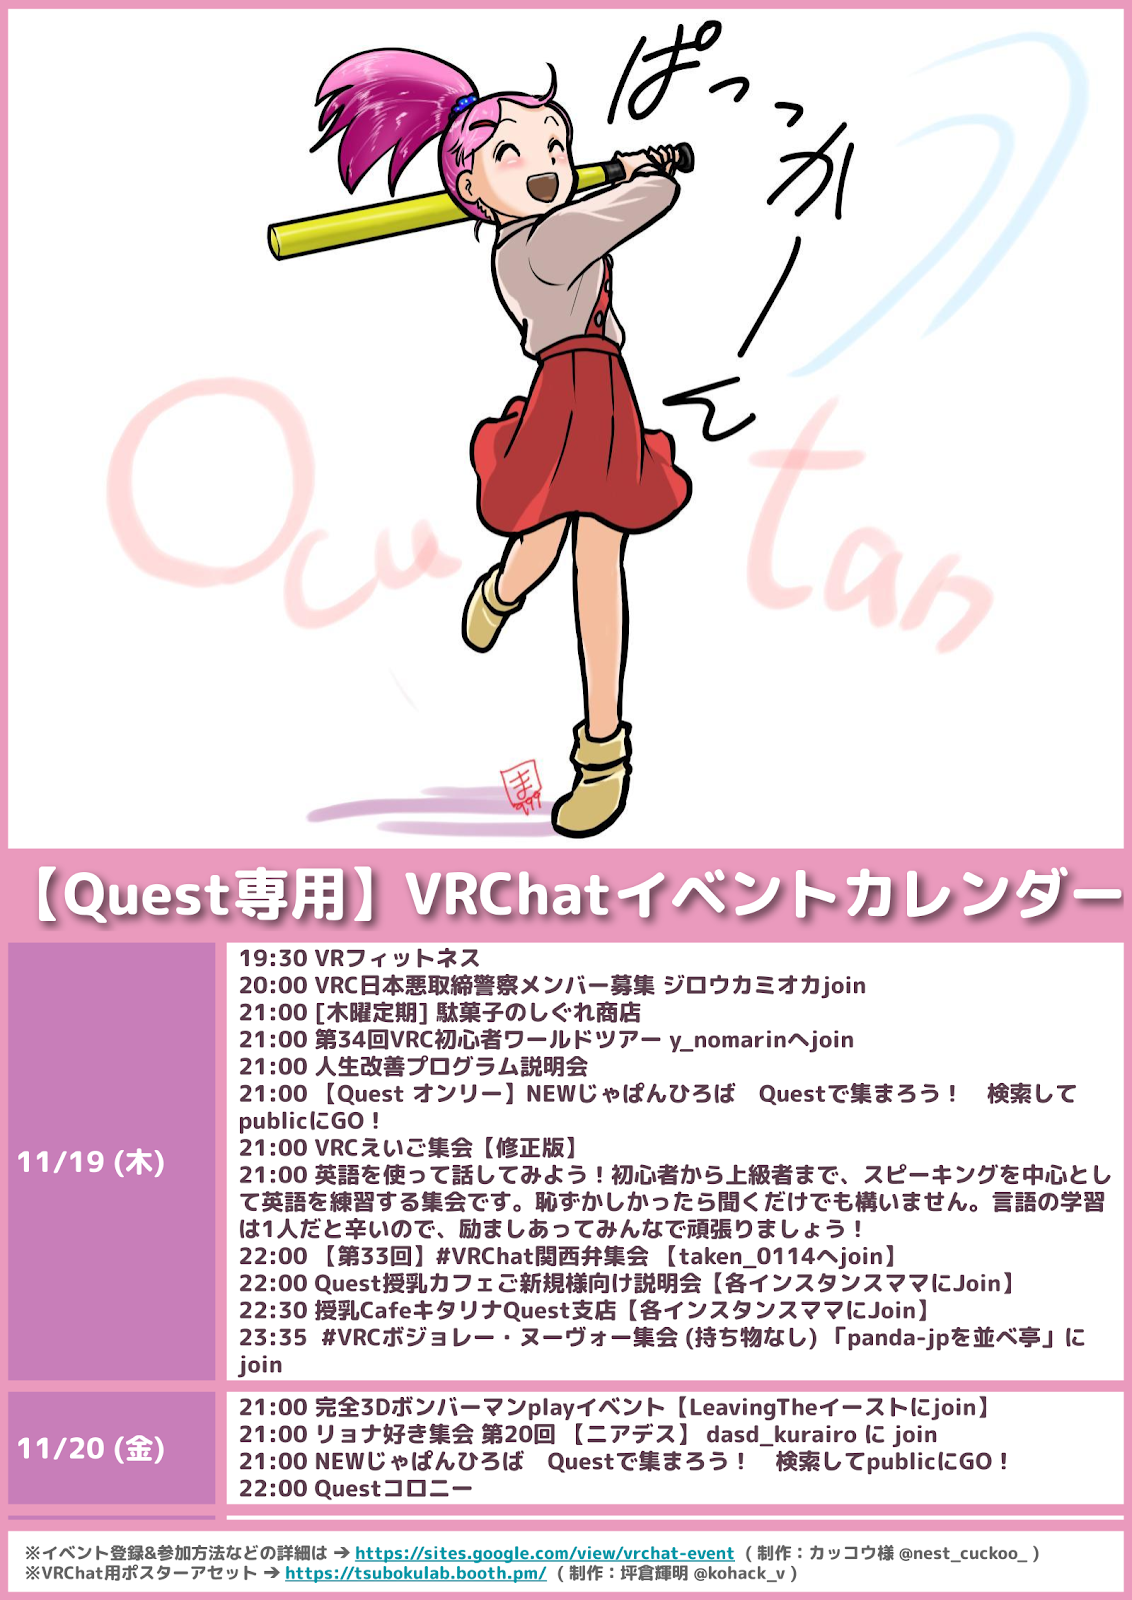 ぱっっかーん
Ocu tan
ま
999
【Quest専用】VRChatイベントカレンダー
11/19 (木)
19:30 VRフィットネス
20:00 VRC日本悪取締警察メンバー募集 ジロウカミオカjoin
21:00 [木曜定期] 駄菓子のしぐれ商店
21:00 第34回VRC初心者ワールドツアー y_nomarinへjoin
21:00 人生改善プログラム説明会
21:00 【Quest オンリー】NEWじゃぱんひろば　Questで集まろう！　検索して
publicにGO！
21:00 VRCえいご集会【修正版】
21:00 英語を使って話してみよう！初心者から上級者まで、スピーキングを中心とし
て英語を練習する集会です。恥ずかしかったら聞くだけでも構いません。言語の学習
は1人だと辛いので、励ましあってみんなで頑張りましょう！
22:00 【第33回】#VRChat関西弁集会 【taken_0114へjoin】
22:00 Quest授乳カフェご新規様向け説明会【各インスタンスママにJoin】
22:30 授乳CafeキタリナQuest支店【各インスタンスママにJoin】
23:35 #VRCボジョレー・ヌーヴォー集会 (持ち物なし) 「panda-jpを並べ亭」に
join
11/20 (金)
21:00 完全3Dボンバーマンplayイベント【LeavingTheイーストにjoin】
21:00 リョナ好き集会 第20回 【ニアデス】 dasd_kurairo に join
21:00 NEWじゃぱんひろば　Questで集まろう！　検索してpublicにGO！
22:00 Questコロニー
※イベント登録&参加方法などの詳細は ➔ https://sites.google.com/view/vrchat-event （ 制作：カッコウ様 @nest_cuckoo_ ）
※VRChat用ポスターアセット ➔ https://tsubokulab.booth.pm/ （ 制作：坪倉輝明 @kohack_v ）